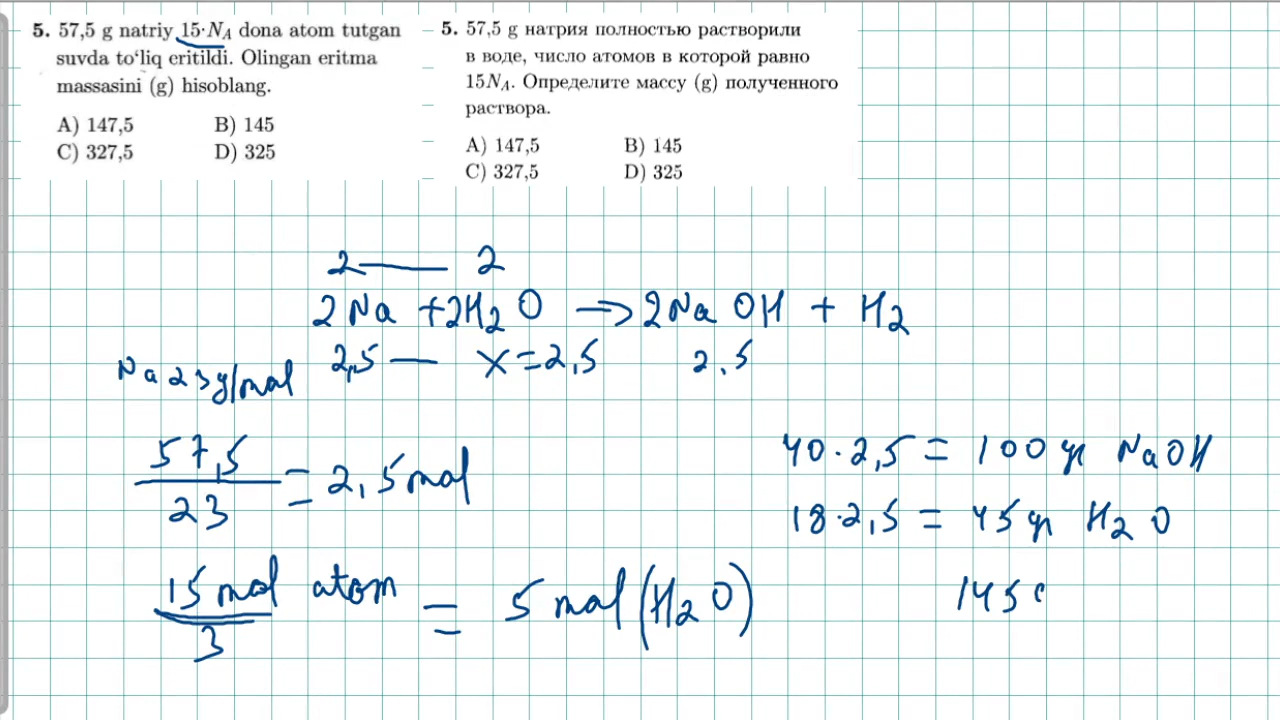 5. 57,5 g natriy 15·N_A dona atom tutgan
suvda to‘liq eritildi. Olingan eritma
massasini (g) hisoblang.
A) 147,5 B) 145
C) 327,5 D) 325
5. 57,5 g натрия полностью растворили
в воде, число атомов в которой равно
15N_A. Определите массу (g) полученного
раствора.
A) 147,5 B) 145
C) 327,5 D) 325
2 — 2
2Na + 2H₂O → 2NaOH + H₂
2,5 — x = 2,5 2,5
Na 23 g/mol
57,5 / 23 = 2,5 mol
15 mol atom / 3 = 5 mol (H₂O)
40 · 2,5 = 100 gr NaOH
18 · 2,5 = 45 gr H₂O
145